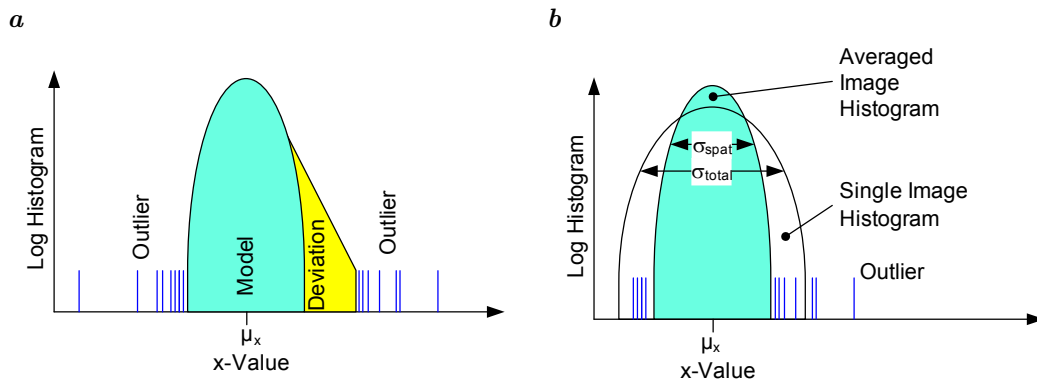 a
Log Histogram
Outlier
Model
Deviation
Outlier
μx
x-Value
b
Averaged
Image
Histogram
Log Histogram
σspat
σtotal
Single Image
Histogram
Outlier
μx
x-Value